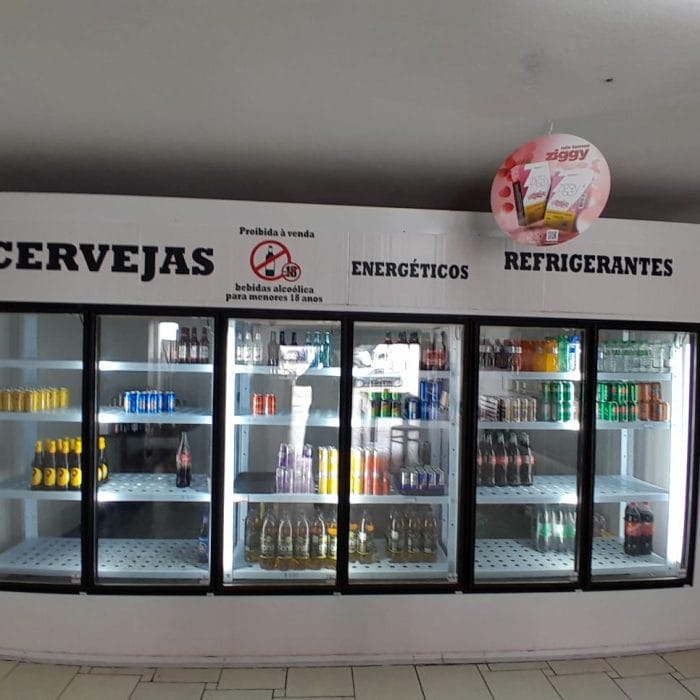 CERVEJAS
Proibida à venda
-18
bebidas alcoólica
para menores 18 anos
ENERGÉTICOS
REFRIGERANTES
ziggy